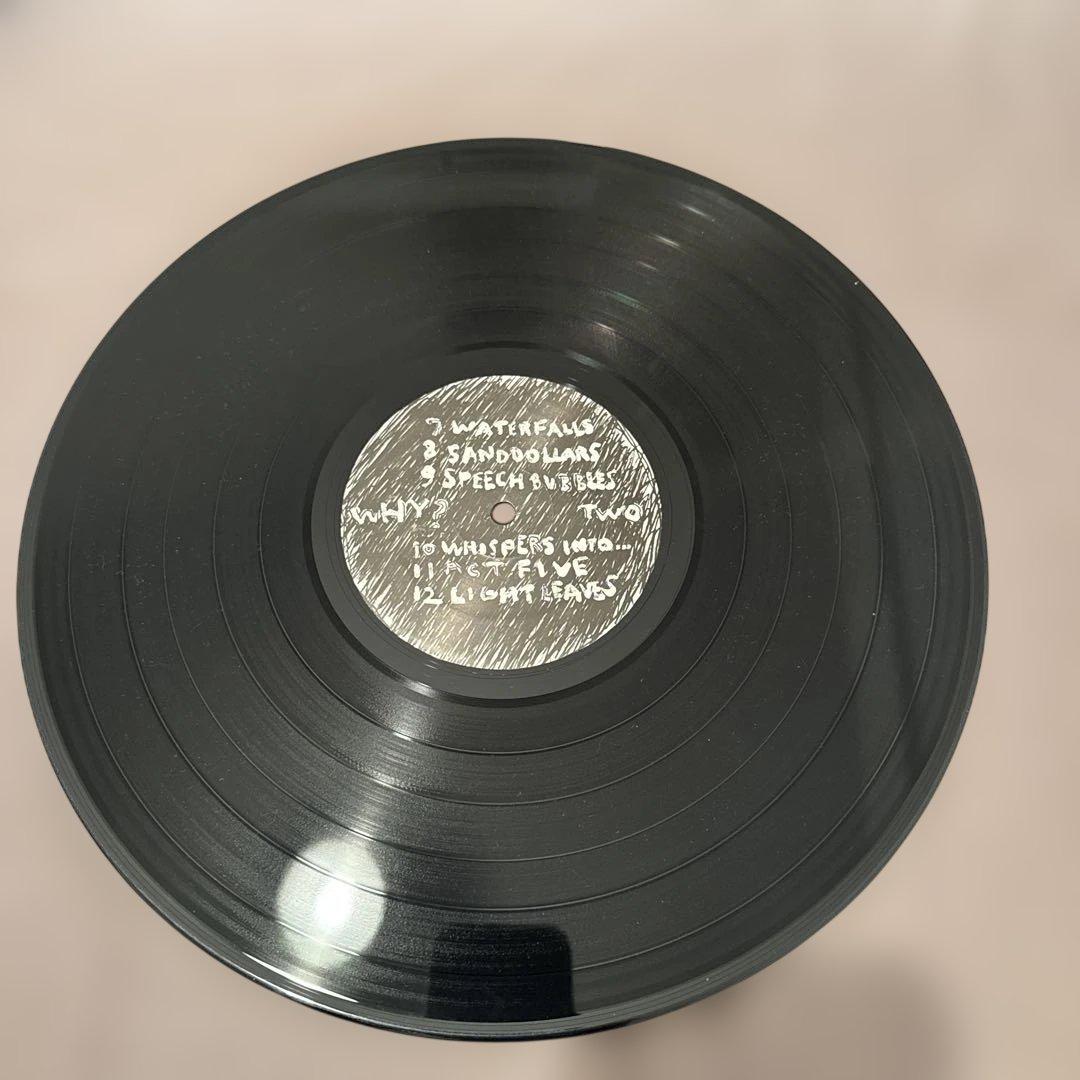 7 WATERFALLS
8 SANDDOLLARS
9 SPEECH BUBBLES
WHY? TWO
10 WHISPERS INTO...
11 ACT FIVE
12 LIGHT LEAVES